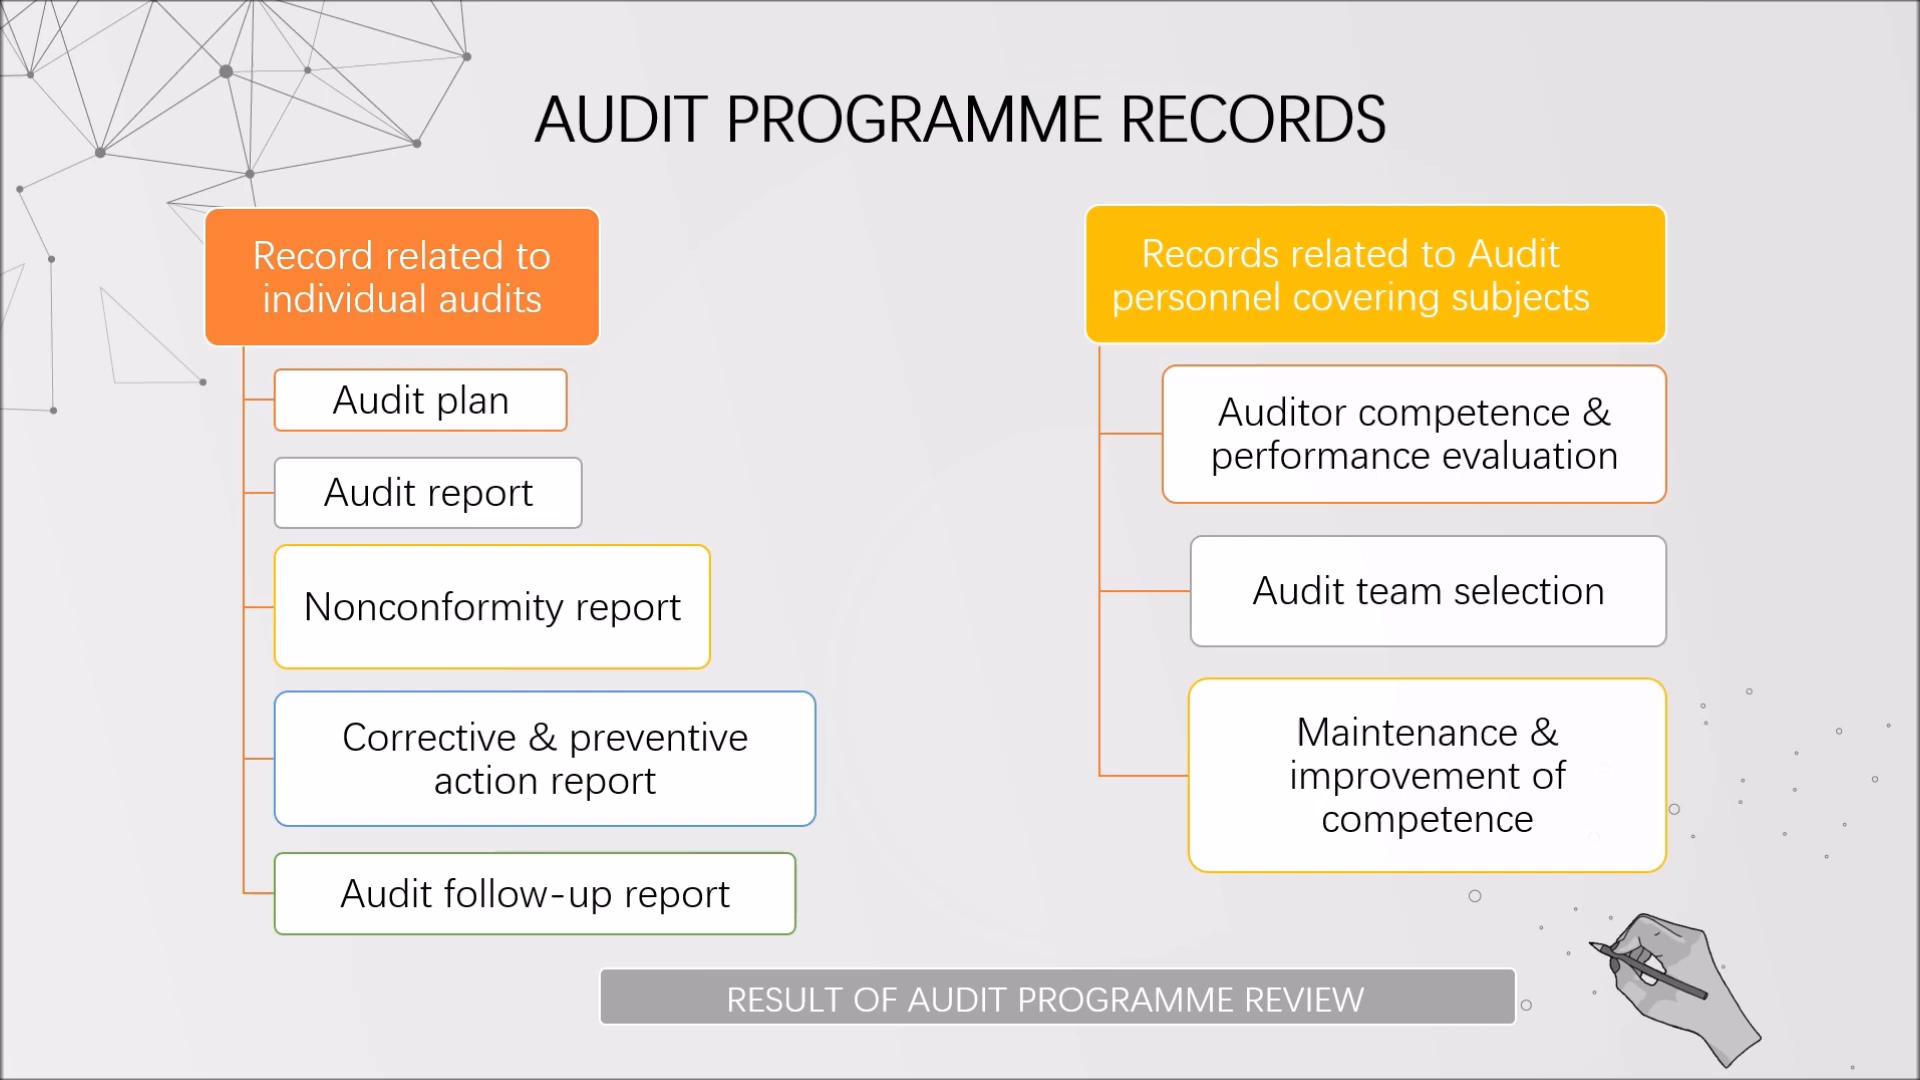 AUDIT PROGRAMME RECORDS
Record related to
individual audits
Audit plan
Audit report
Nonconformity report
Corrective & preventive
action report
Audit follow-up report
Records related to Audit
personnel covering subjects
Auditor competence &
performance evaluation
Audit team selection
Maintenance &
improvement of
competence
RESULT OF AUDIT PROGRAMME REVIEW